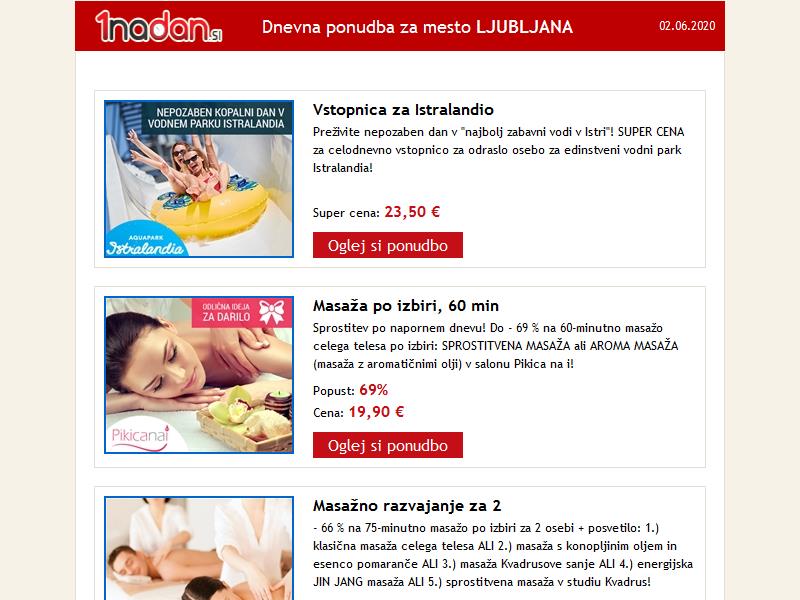 1nadan.si
Dnevna ponudba za mesto LJUBLJANA
02.06.2020
NEPOZABEN KOPALNI DAN V
VODNEM PARKU ISTRALANDIA
AQUAPARK
Istralandia
Vstopnica za Istralandio
Preživite nepozaben dan v "najbolj zabavni vodi v Istri"! SUPER CENA
za celodnevno vstopnico za odraslo osebo za edinstveni vodni park
Istralandia!
Super cena: 23,50 €
Oglej si ponudbo
ODLIČNA IDEJA
ZA DARILO
Pikicanai
Masaža po izbiri, 60 min
Sprostitev po napornem dnevu! Do - 69 % na 60-minutno masažo
celega telesa po izbiri: SPROSTITVENA MASAŽA ali AROMA MASAŽA
(masaža z aromatičnimi olji) v salonu Pikica na i!
Popust: 69%
Cena: 19,90 €
Oglej si ponudbo
Masažno razvajanje za 2
- 66 % na 75-minutno masažo po izbiri za 2 osebi + posvetilo: 1.)
klasična masaža celega telesa ALI 2.) masaža s konopljinim oljem in
esenco pomaranče ALI 3.) masaža Kvadrusove sanje ALI 4.) energijska
JIN JANG masaža ALI 5.) sprostitvena masaža v studiu Kvadrus!